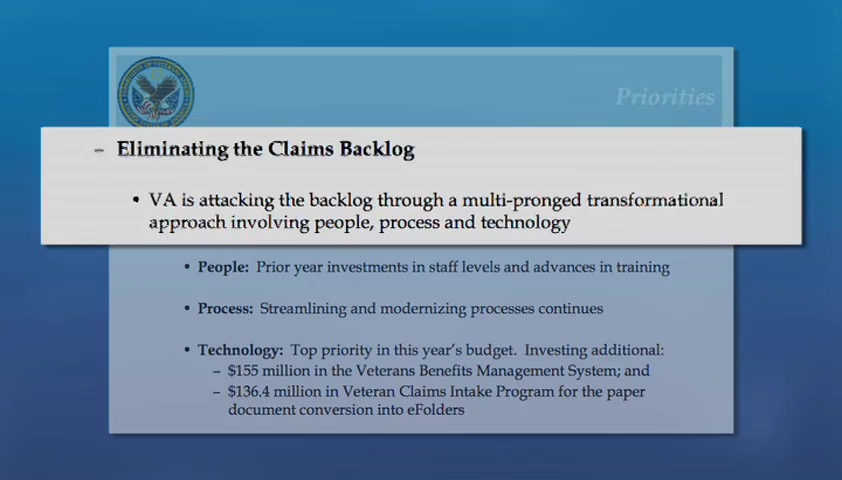 Priorities
– Eliminating the Claims Backlog
• VA is attacking the backlog through a multi-pronged transformational
approach involving people, process and technology
• People: Prior year investments in staff levels and advances in training
• Process: Streamlining and modernizing processes continues
• Technology: Top priority in this year's budget. Investing additional:
– $155 million in the Veterans Benefits Management System; and
– $136.4 million in Veteran Claims Intake Program for the paper
document conversion into eFolders